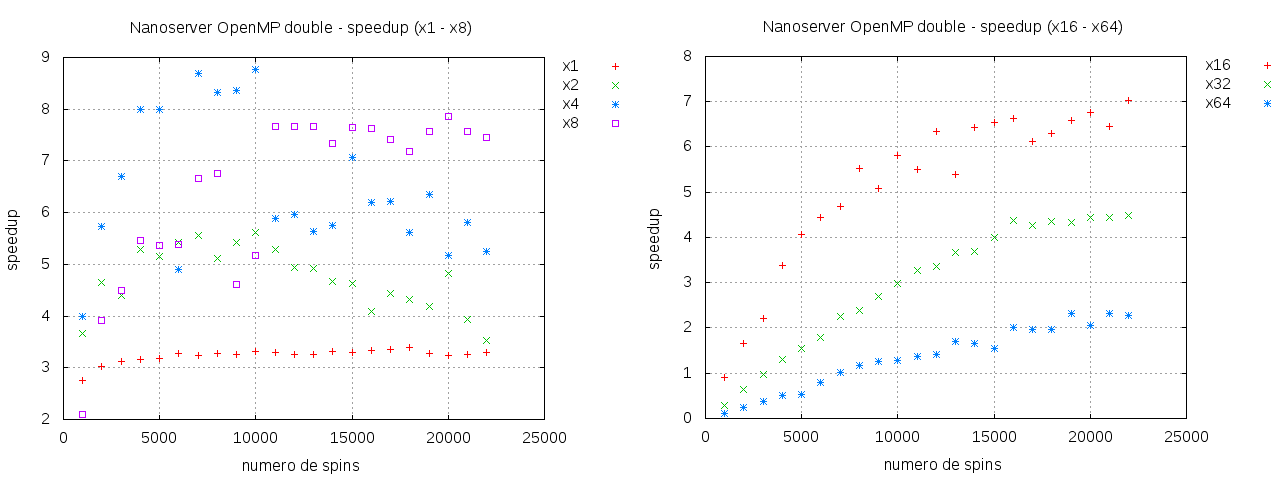 Nanoserver OpenMP double - speedup (x1 - x8)
9
8
7
6
5
4
3
2
speedup
0
5000
10000
15000
20000
25000
numero de spins
x1
x2
x4
x8
Nanoserver OpenMP double - speedup (x16 - x64)
8
7
6
5
4
3
2
1
0
speedup
0
5000
10000
15000
20000
25000
numero de spins
x16
x32
x64